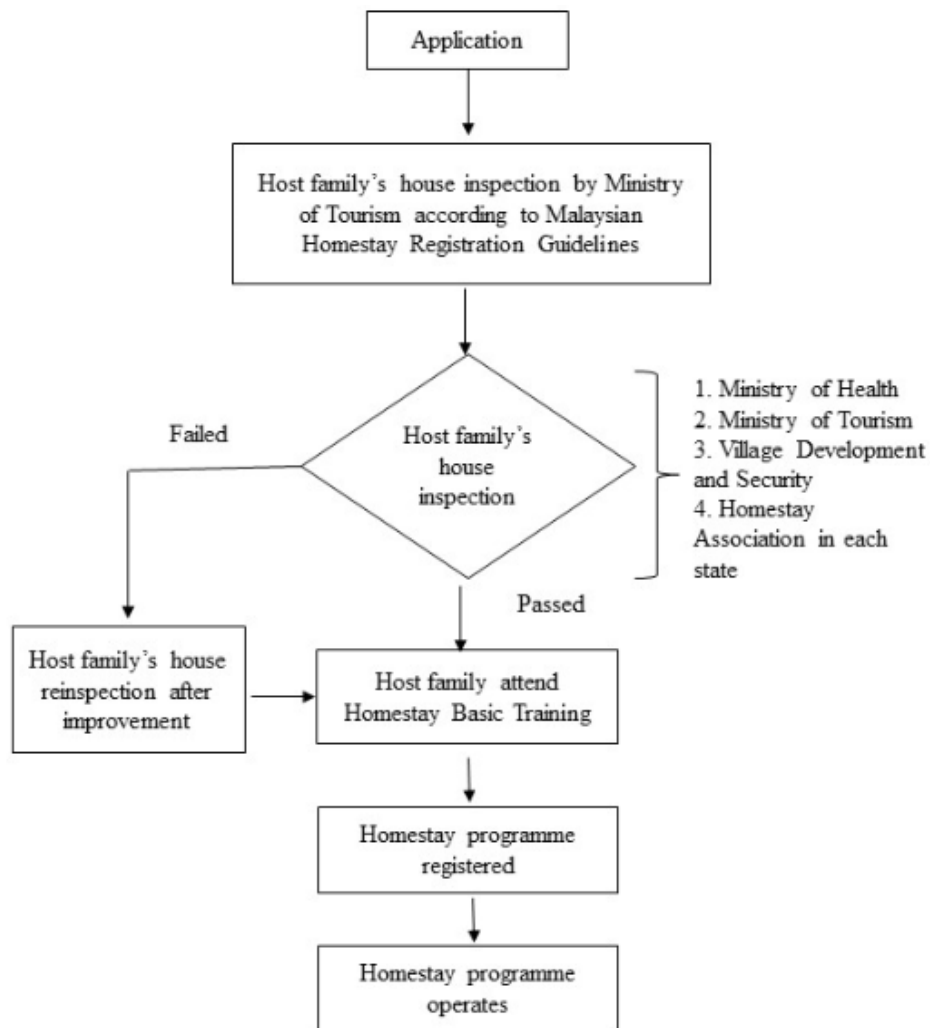 Application
Host family's house inspection by Ministry
of Tourism according to Malaysian
Homestay Registration Guidelines
Failed
Host family's
house
inspection
1. Ministry of Health
2. Ministry of Tourism
3. Village Development
and Security
4. Homestay
Association in each
state
Passed
Host family's house
reinspection after
improvement
Host family attend
Homestay Basic Training
Homestay programme
registered
Homestay programme
operates